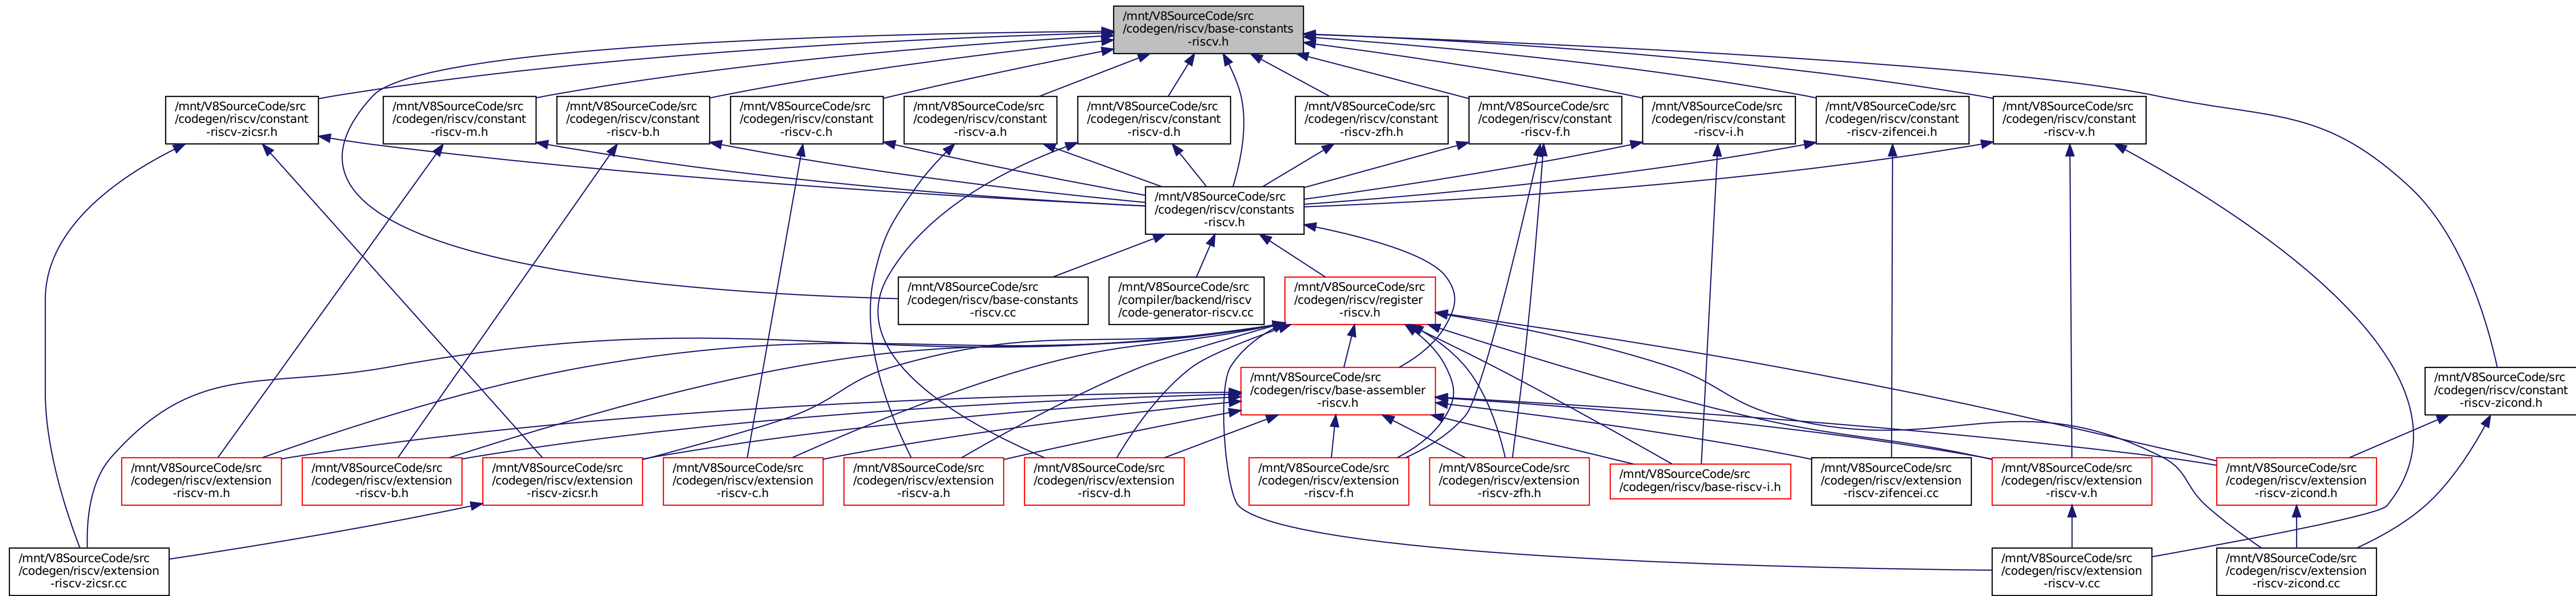 /mnt/V8SourceCode/src
/codegen/riscv/base-constants
-riscv.h
/mnt/V8SourceCode/src
/codegen/riscv/constant
-riscv-zicsr.h
/mnt/V8SourceCode/src
/codegen/riscv/constant
-riscv-m.h
/mnt/V8SourceCode/src
/codegen/riscv/constant
-riscv-b.h
/mnt/V8SourceCode/src
/codegen/riscv/constant
-riscv-c.h
/mnt/V8SourceCode/src
/codegen/riscv/constant
-riscv-a.h
/mnt/V8SourceCode/src
/codegen/riscv/constant
-riscv-d.h
/mnt/V8SourceCode/src
/codegen/riscv/constant
-riscv-zfh.h
/mnt/V8SourceCode/src
/codegen/riscv/constant
-riscv-f.h
/mnt/V8SourceCode/src
/codegen/riscv/constant
-riscv-i.h
/mnt/V8SourceCode/src
/codegen/riscv/constant
-riscv-zifencei.h
/mnt/V8SourceCode/src
/codegen/riscv/constant
-riscv-v.h
/mnt/V8SourceCode/src
/codegen/riscv/constants
-riscv.h
/mnt/V8SourceCode/src
/codegen/riscv/base-constants
-riscv.cc
/mnt/V8SourceCode/src
/compiler/backend/riscv
/code-generator-riscv.cc
/mnt/V8SourceCode/src
/codegen/riscv/register
-riscv.h
/mnt/V8SourceCode/src
/codegen/riscv/base-assembler
-riscv.h
/mnt/V8SourceCode/src
/codegen/riscv/constant
-riscv-zicond.h
/mnt/V8SourceCode/src
/codegen/riscv/extension
-riscv-m.h
/mnt/V8SourceCode/src
/codegen/riscv/extension
-riscv-b.h
/mnt/V8SourceCode/src
/codegen/riscv/extension
-riscv-zicsr.h
/mnt/V8SourceCode/src
/codegen/riscv/extension
-riscv-c.h
/mnt/V8SourceCode/src
/codegen/riscv/extension
-riscv-a.h
/mnt/V8SourceCode/src
/codegen/riscv/extension
-riscv-d.h
/mnt/V8SourceCode/src
/codegen/riscv/extension
-riscv-f.h
/mnt/V8SourceCode/src
/codegen/riscv/extension
-riscv-zfh.h
/mnt/V8SourceCode/src
/codegen/riscv/base-riscv-i.h
/mnt/V8SourceCode/src
/codegen/riscv/extension
-riscv-zifencei.cc
/mnt/V8SourceCode/src
/codegen/riscv/extension
-riscv-v.h
/mnt/V8SourceCode/src
/codegen/riscv/extension
-riscv-zicond.h
/mnt/V8SourceCode/src
/codegen/riscv/extension
-riscv-zicsr.cc
/mnt/V8SourceCode/src
/codegen/riscv/extension
-riscv-v.cc
/mnt/V8SourceCode/src
/codegen/riscv/extension
-riscv-zicond.cc